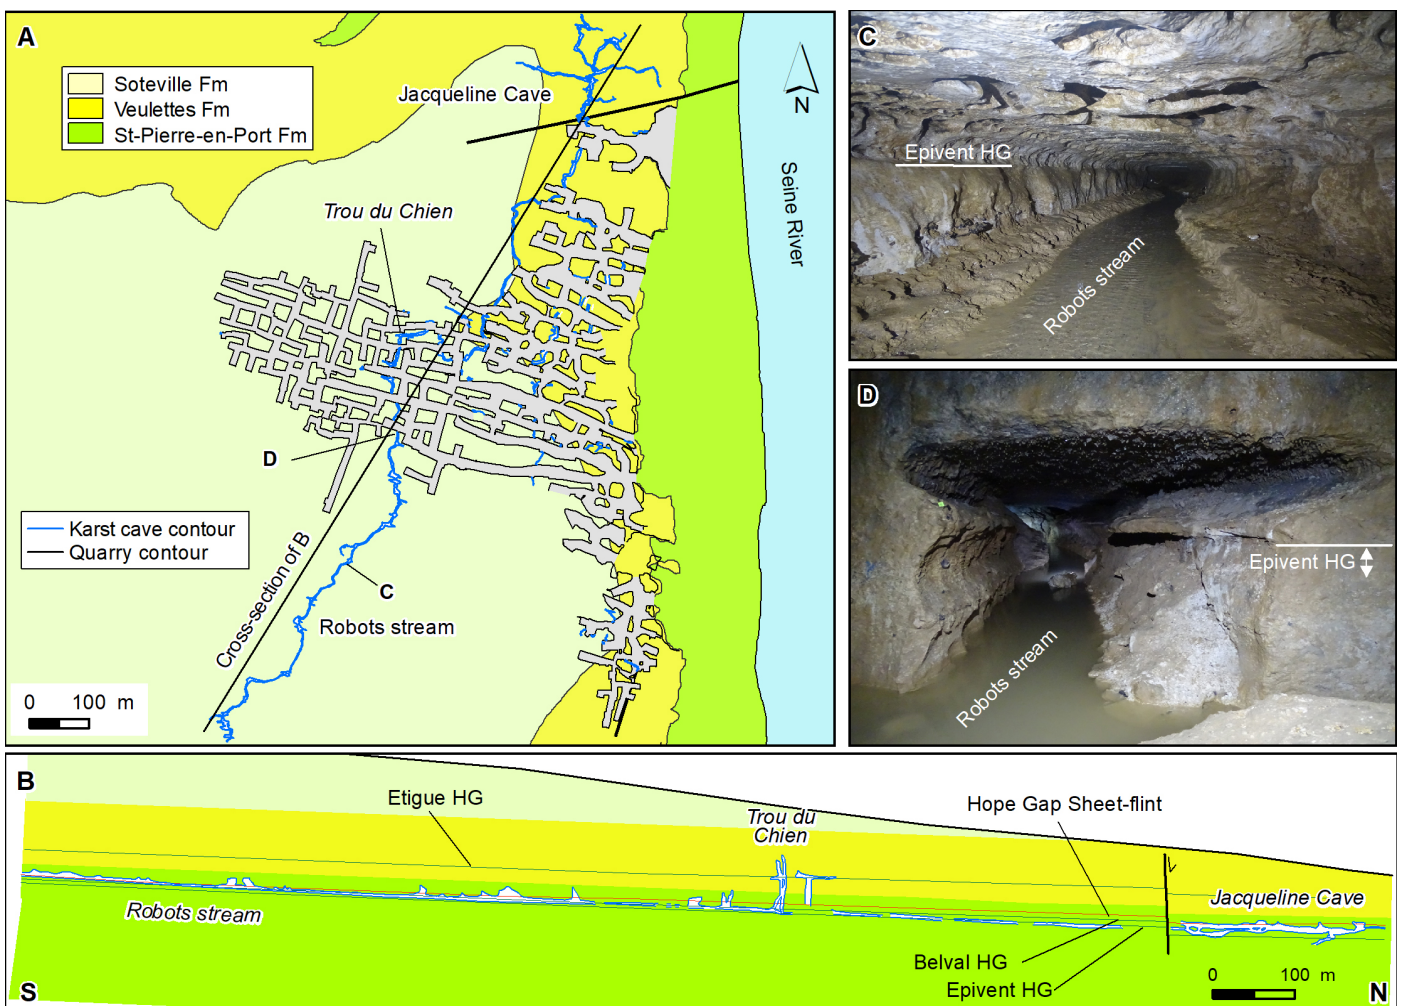 A
Soteville Fm
Veulettes Fm
St-Pierre-en-Port Fm
Jacqueline Cave
N
Seine River
Trou du Chien
D
Karst cave contour
Quarry contour
Cross-section of B
C
Robots stream
0 100 m
C
Epivent HG
Robots stream
D
Epivent HG
Robots stream
B
Etigue HG
Trou du
Chien
Hope Gap Sheet-flint
Robots stream
Jacqueline Cave
Belval HG
Epivent HG
0 100 m
S
N